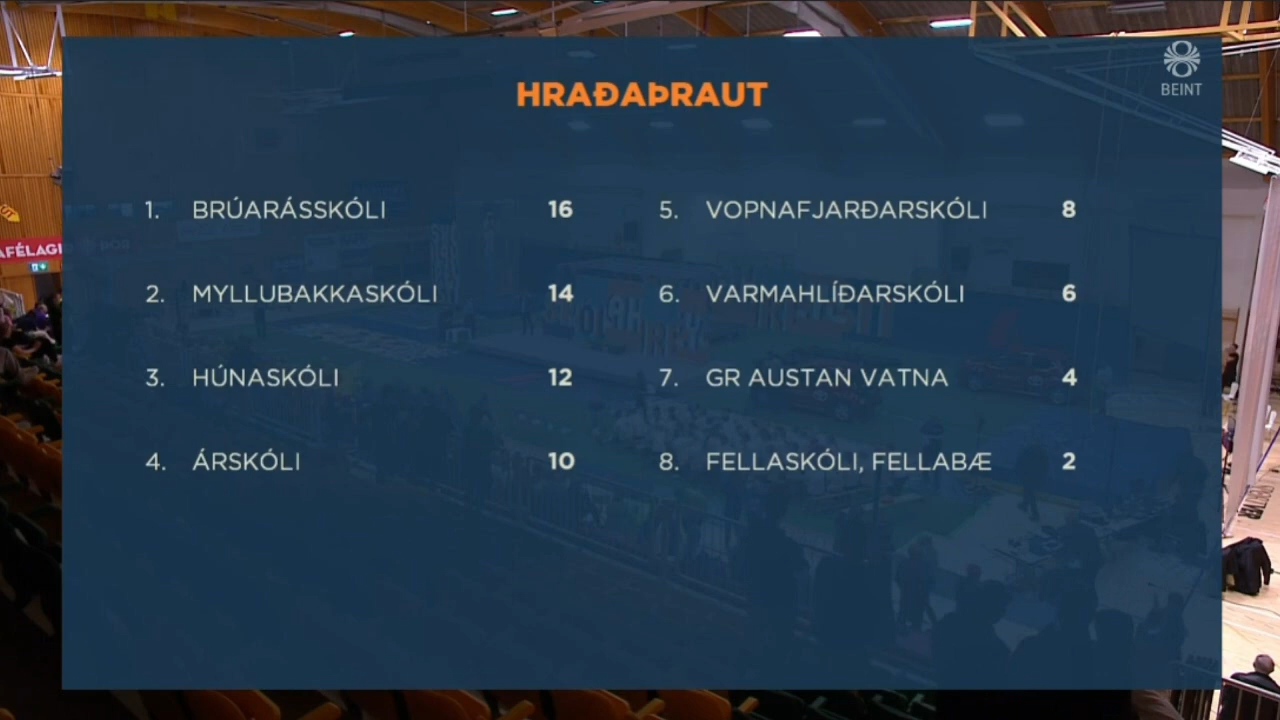 BEINT
HRAÐAÞRAUT
1. BRÚARÁSSKÓLI 16
2. MYLLUBAKKASKÓLI 14
3. HÚNASKÓLI 12
4. ÁRSKÓLI 10
5. VOPNAFJARÐARSKÓLI 8
6. VARMAHLÍÐARSKÓLI 6
7. GR AUSTAN VATNA 4
8. FELLASKÓLI, FELLABÆ 2